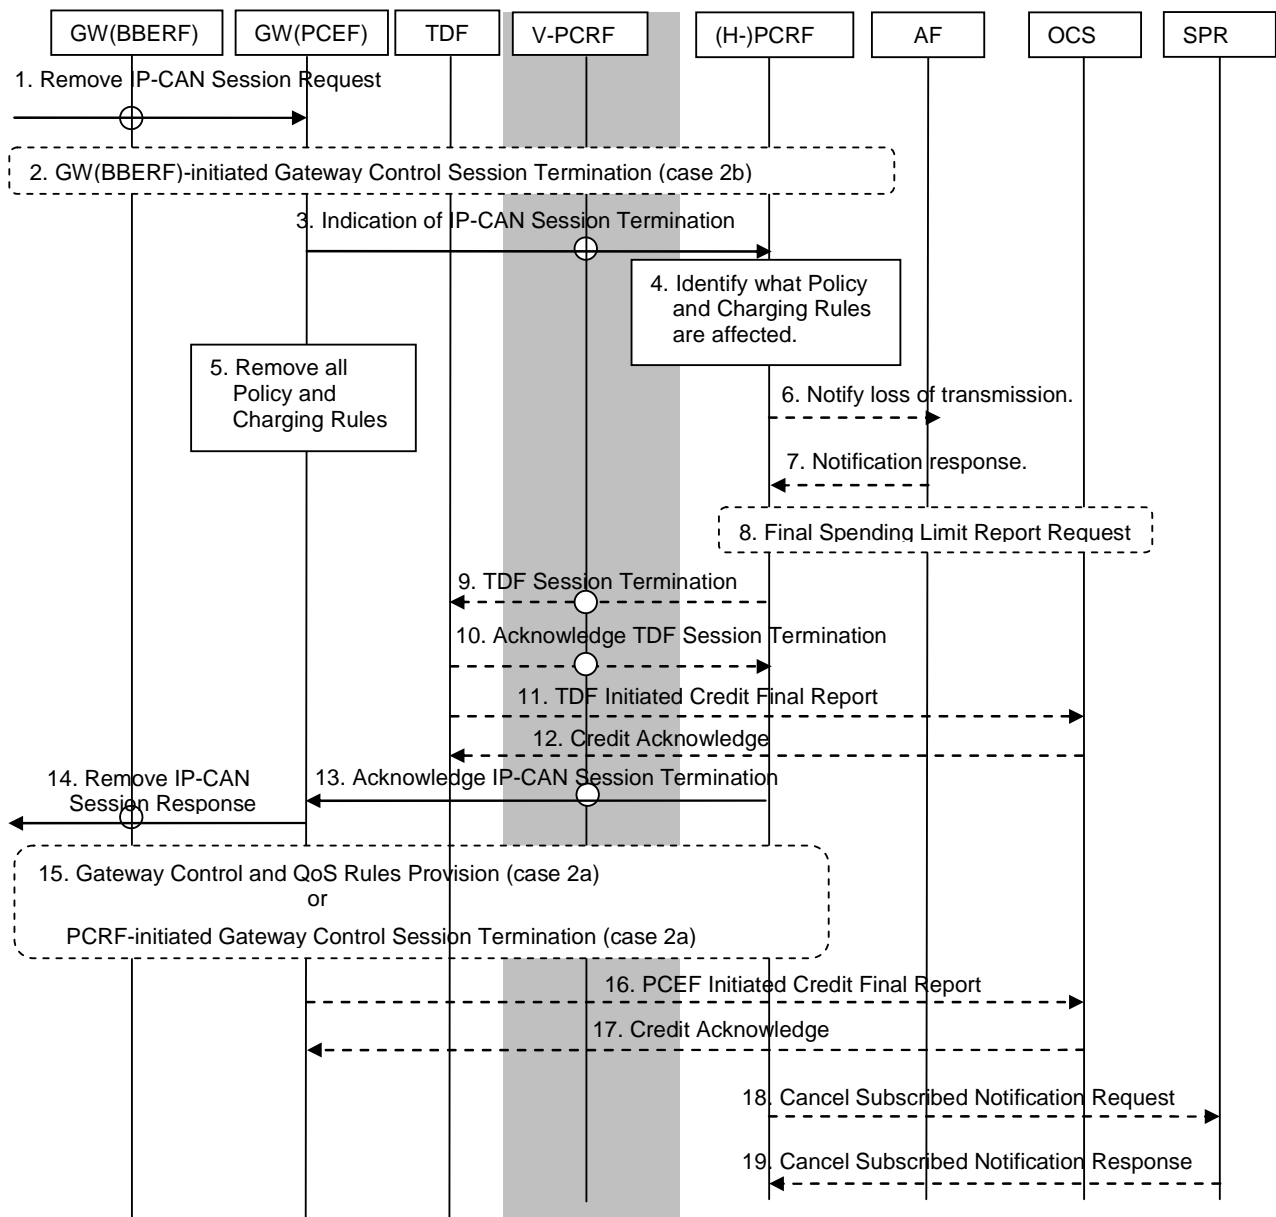 GW(BBERF)
GW(PCEF)
TDF
V-PCRF
(H-)PCRF
AF
OCS
SPR
1. Remove IP-CAN Session Request
2. GW(BBERF)-initiated Gateway Control Session Termination (case 2b)
3. Indication of IP-CAN Session Termination
4. Identify what Policy
and Charging Rules
are affected.
5. Remove all
Policy and
Charging Rules
6. Notify loss of transmission.
7. Notification response.
8. Final Spending Limit Report Request
9. TDF Session Termination
10. Acknowledge TDF Session Termination
11. TDF Initiated Credit Final Report
12. Credit Acknowledge
13. Acknowledge IP-CAN Session Termination
14. Remove IP-CAN
Session Response
15. Gateway Control and QoS Rules Provision (case 2a)
or
PCRF-initiated Gateway Control Session Termination (case 2a)
16. PCEF Initiated Credit Final Report
17. Credit Acknowledge
18. Cancel Subscribed Notification Request
19. Cancel Subscribed Notification Response